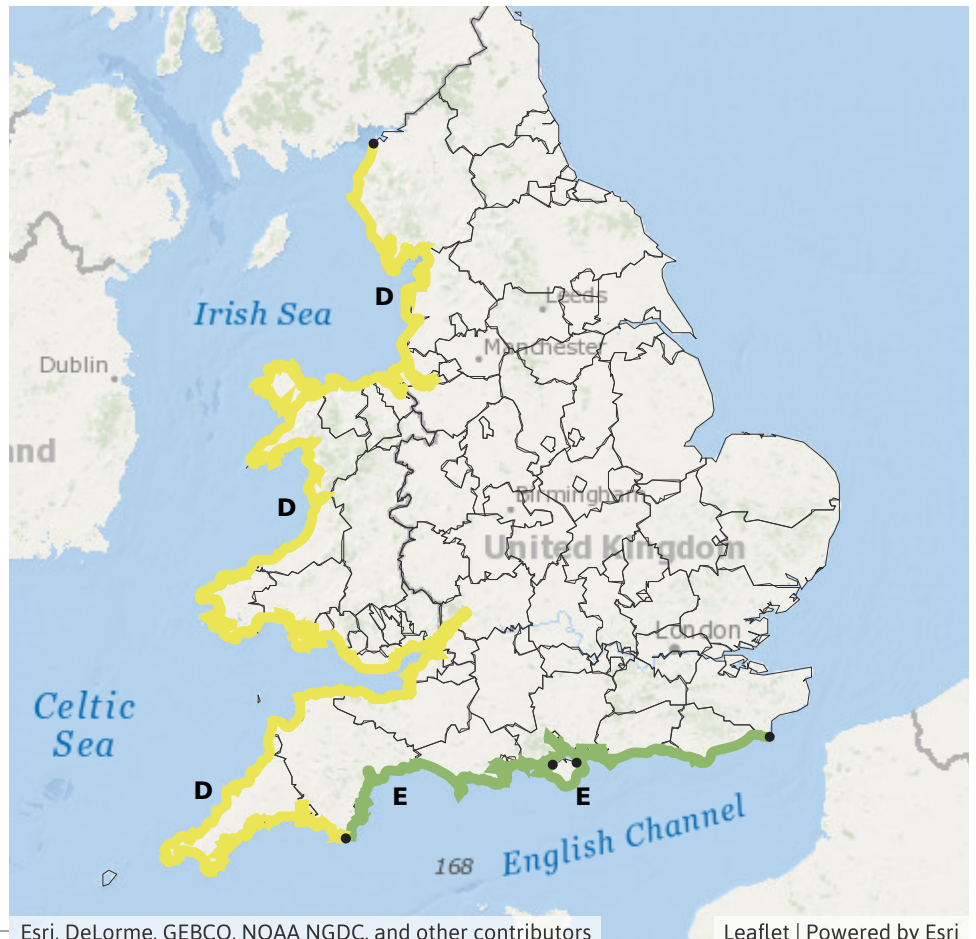 Leeds
D
Irish Sea
Manchester
Dublin
nd
D
Birmingham
United Kingdom
London
Celtic
Sea
D
E
E
English Channel
168
Esri, DeLorme, GEBCO, NOAA NGDC, and other contributors
Leaflet | Powered by Esri